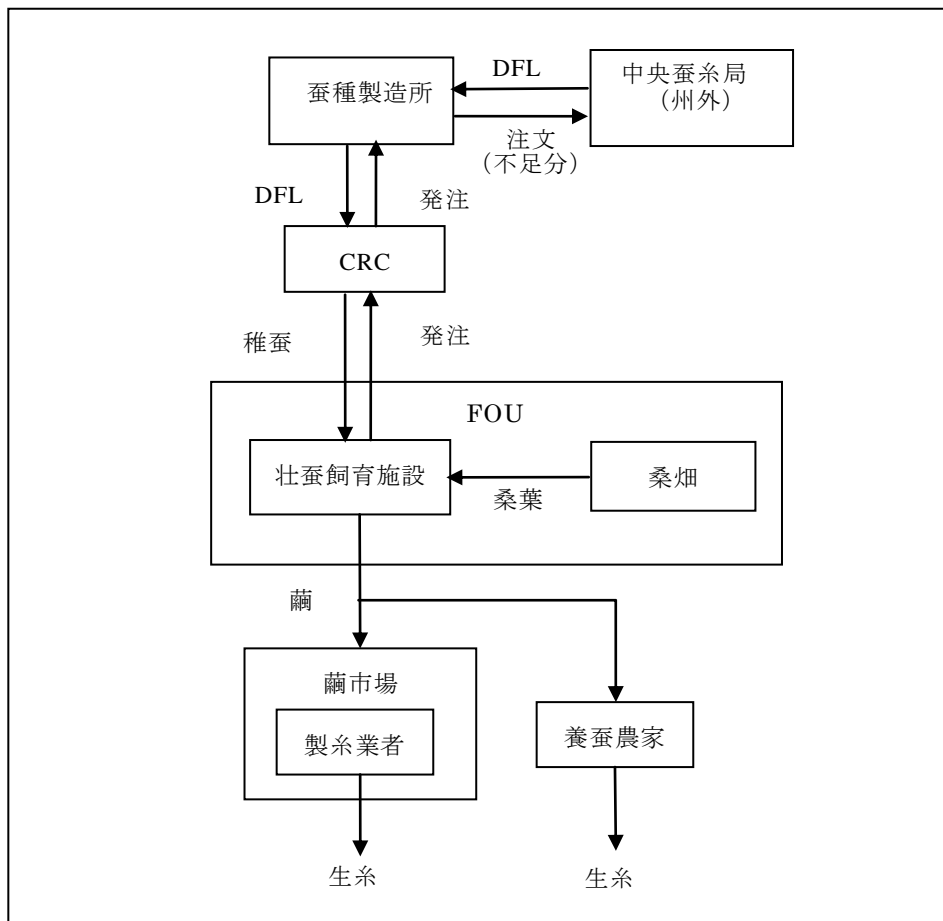 DFL
蚕種製造所
中央蚕糸局
（州外）
注文
（不足分）
DFL
発注
CRC
稚蚕
発注
FOU
壮蚕飼育施設
桑葉
桑畑
繭
繭市場
製糸業者
養蚕農家
生糸
生糸